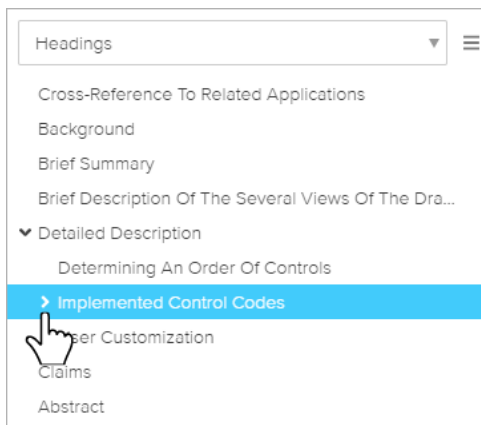 Headings
Cross-Reference To Related Applications
Background
Brief Summary
Brief Description Of The Several Views Of The Dra...
Detailed Description
Determining An Order Of Controls
Implemented Control Codes
ser Customization
Claims
Abstract